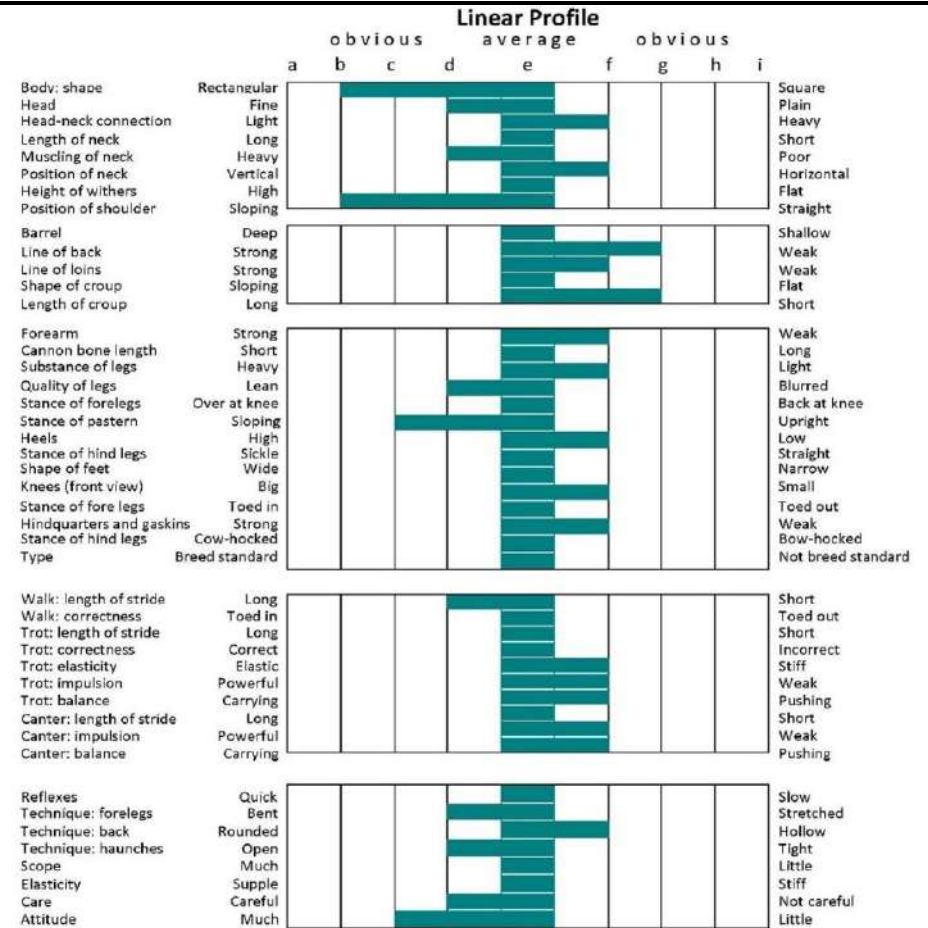 Linear Profile
obvious average obvious
a b c d e f g h i
Body: shape Rectangular Square
Head Fine Plain
Head-neck connection Light Heavy
Length of neck Long Short
Muscling of neck Heavy Poor
Position of neck Vertical Horizontal
Height of withers High Flat
Position of shoulder Sloping Straight
Barrel Deep Shallow
Line of back Strong Weak
Line of loins Strong Weak
Shape of croup Sloping Flat
Length of croup Long Short
Forearm Strong Weak
Cannon bone length Short Long
Substance of legs Heavy Light
Quality of legs Lean Blurred
Stance of forelegs Over at knee Back at knee
Stance of pastern Sloping Upright
Heels High Low
Stance of hind legs Sickle Straight
Shape of feet Wide Narrow
Knees (front view) Big Small
Stance of fore legs Toed in Toed out
Hindquarters and gaskins Strong Weak
Stance of hind legs Cow-hocked Bow-hocked
Type Breed standard Not breed standard
Walk: length of stride Long Short
Walk: correctness Toed in Toed out
Trot: length of stride Long Short
Trot: correctness Correct Incorrect
Trot: elasticity Elastic Stiff
Trot: impulsion Powerful Weak
Trot: balance Carrying Pushing
Canter: length of stride Long Short
Canter: impulsion Powerful Weak
Canter: balance Carrying Pushing
Reflexes Quick Slow
Technique: forelegs Bent Stretched
Technique: back Rounded Hollow
Technique: haunches Open Tight
Scope Much Little
Elasticity Supple Stiff
Care Careful Not careful
Attitude Much Little